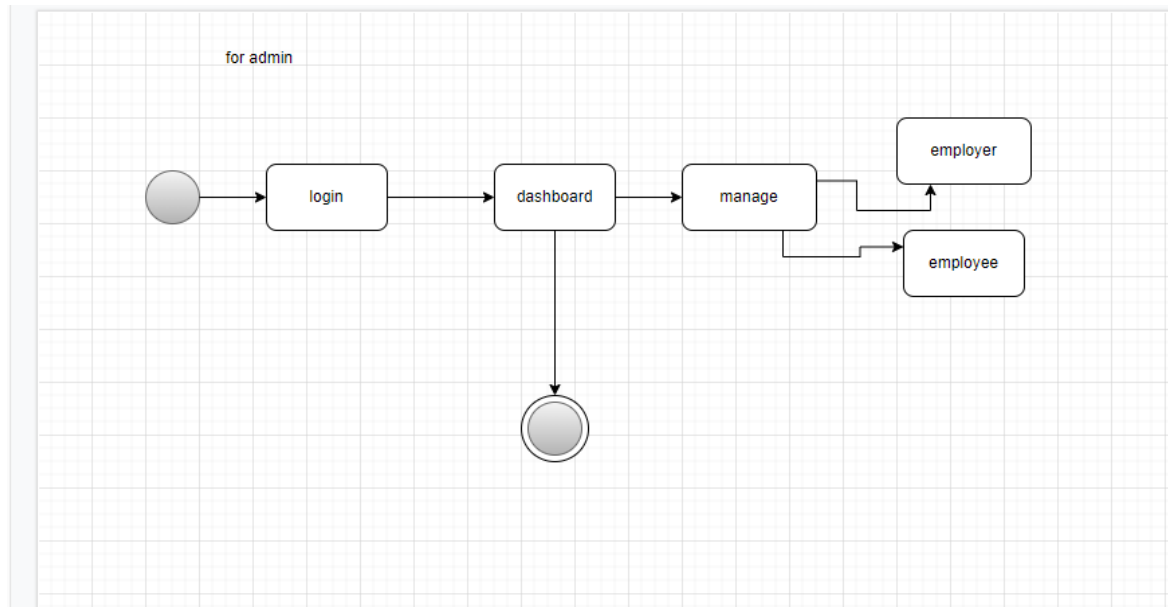 for admin
login
dashboard
manage
employer
employee